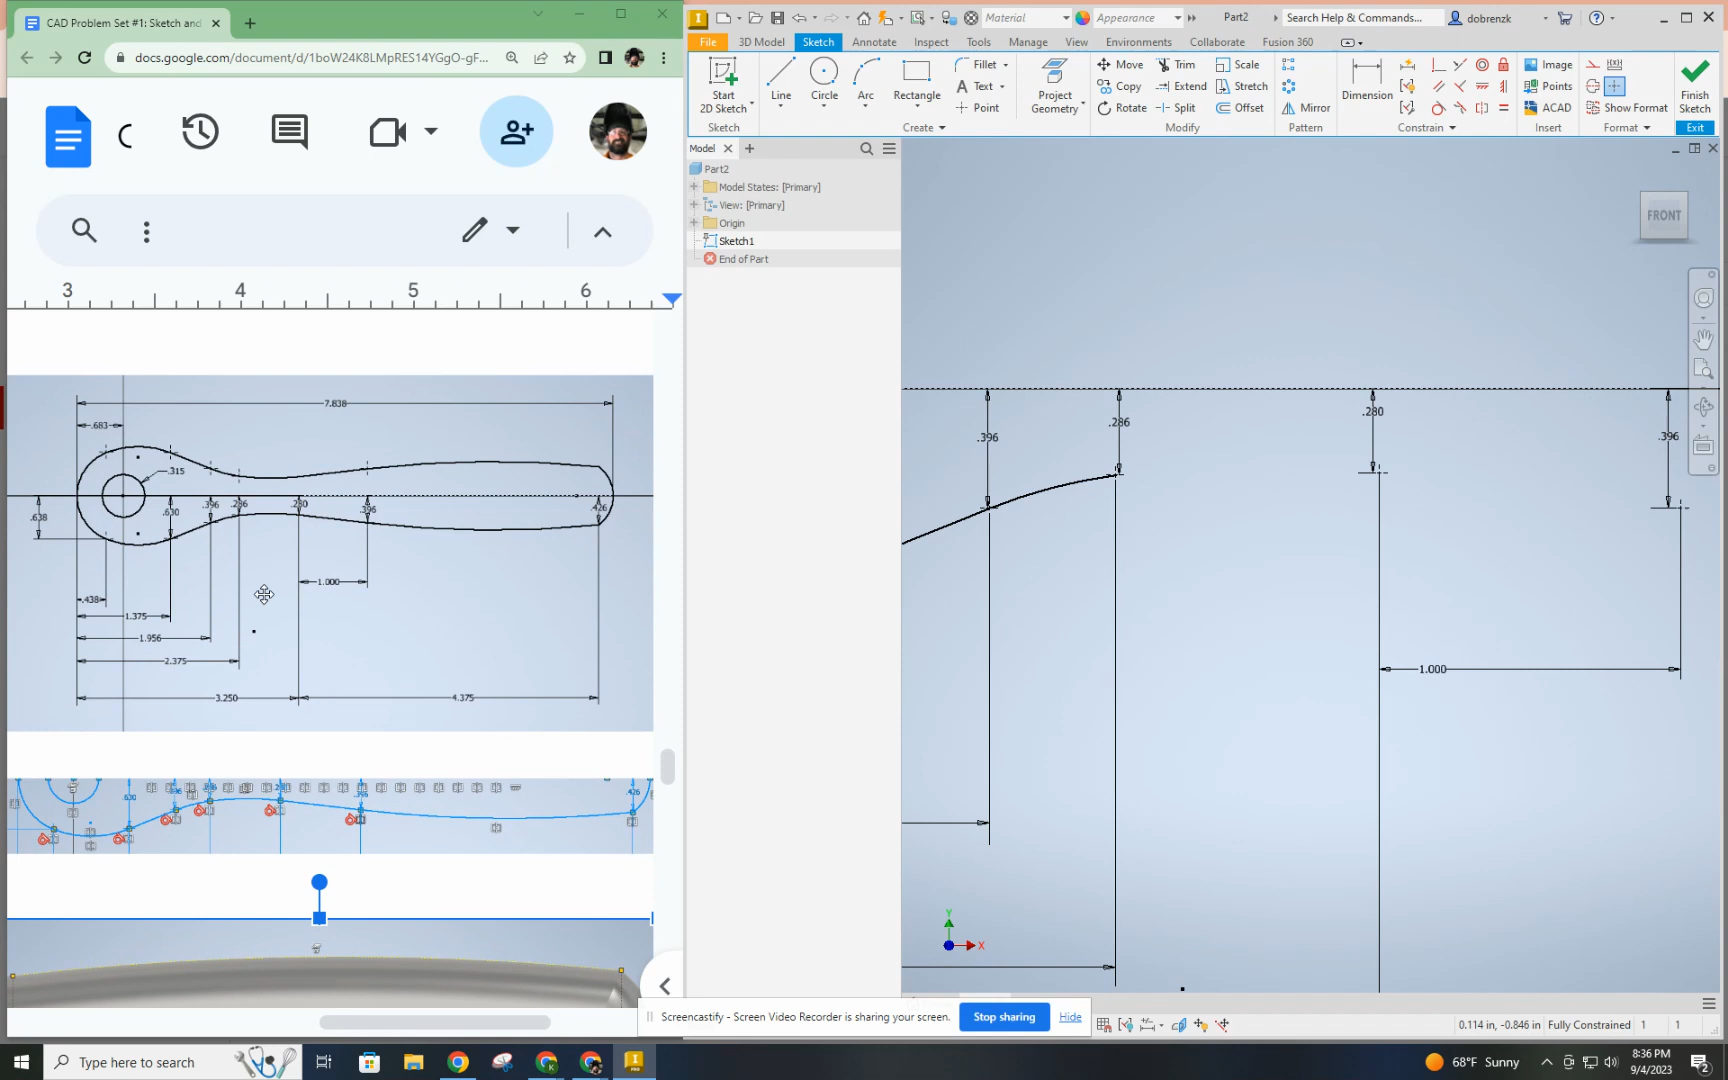 CAD Problem Set #1: Sketch and
docs.google.com/document/d/1boW24K8LMpRES14YGgO-gF...
3 4 5 6
7.838
.683
.315
.638
.630
.396
.286
.280
.396
.426
1.000
.438
1.375
1.956
2.375
3.250
4.375
.630
.426
Material
Appearance
Part2
Search Help & Commands...
dobrenzk
File
3D Model
Sketch
Annotate
Inspect
Tools
Manage
View
Environments
Collaborate
Fusion 360
Start
2D Sketch
Line
Circle
Arc
Rectangle
Fillet
Text
Point
Project
Geometry
Move
Copy
Rotate
Trim
Extend
Split
Scale
Stretch
Offset
Mirror
Dimension
Image
Points
ACAD
Show Format
Finish
Sketch
Sketch
Create
Modify
Pattern
Constrain
Insert
Format
Exit
Model
Part2
Model States: [Primary]
View: [Primary]
Origin
Sketch1
End of Part
FRONT
.396
.286
.280
.396
1.000
Y
X
Screencastify - Screen Video Recorder is sharing your screen.
Stop sharing
Hide
0.114 in, -0.846 in
Fully Constrained
1
1
Type here to search
68°F Sunny
8:36 PM
9/4/2023
2